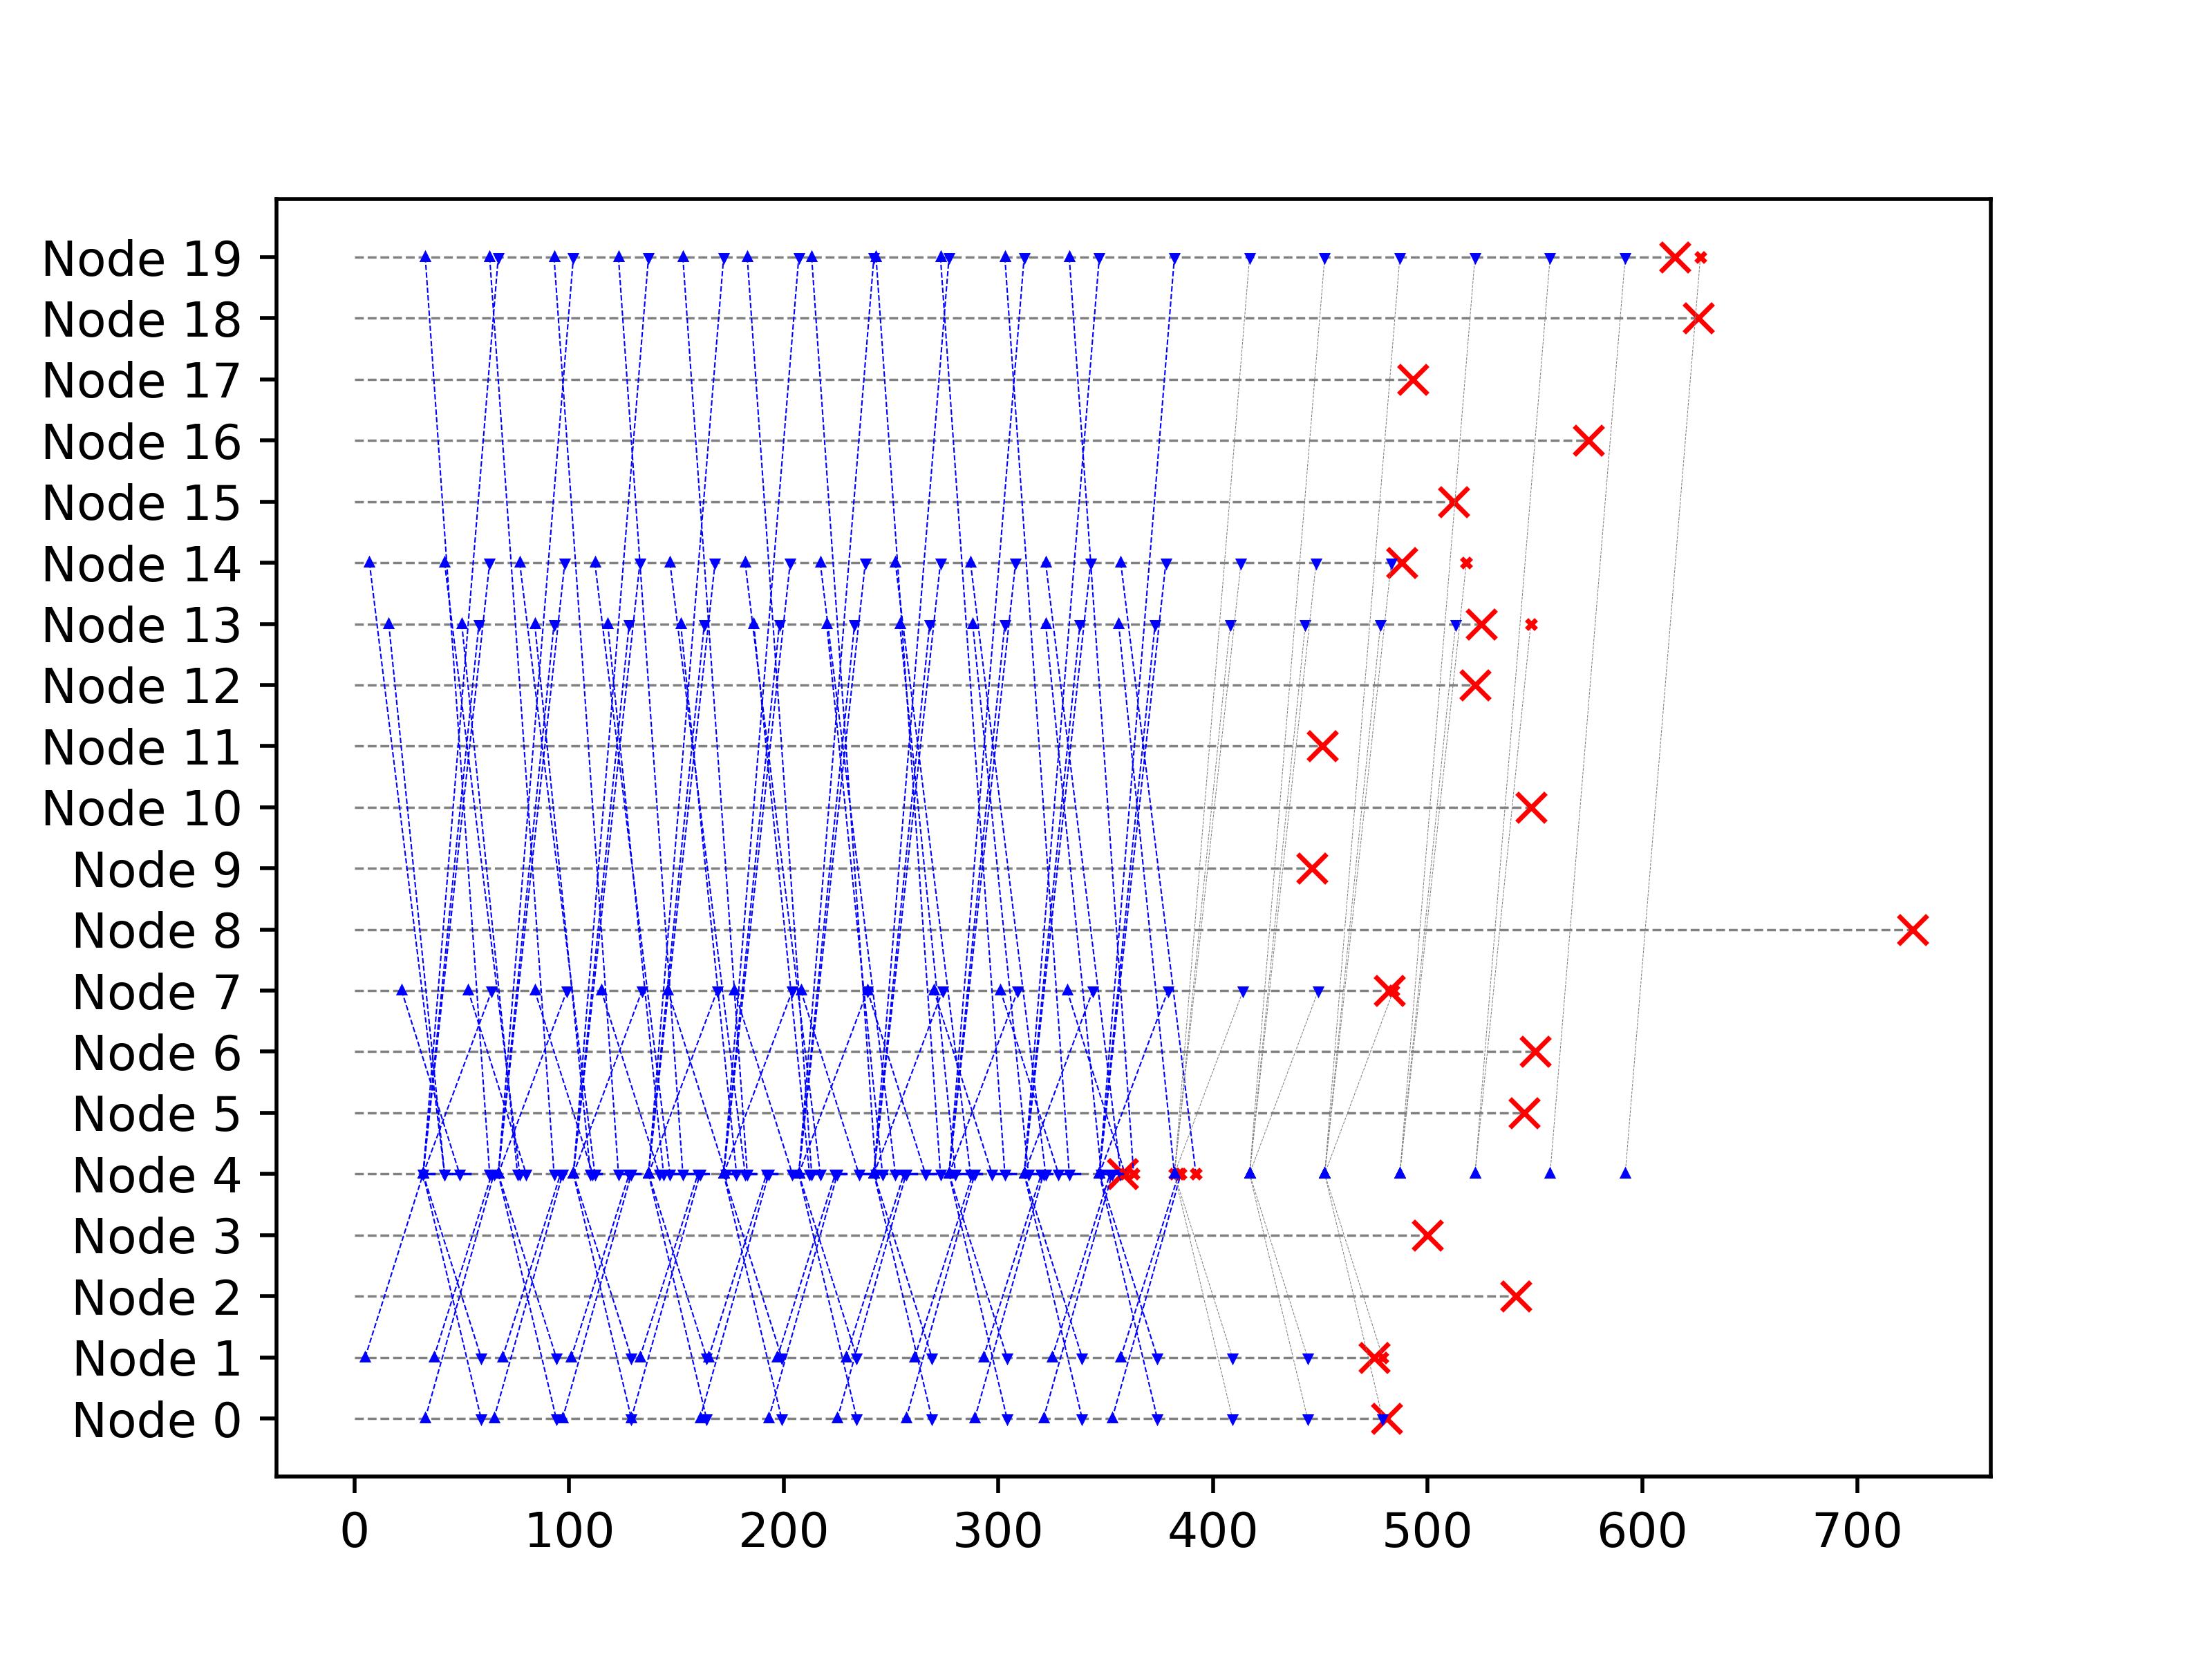 Node 19
Node 18
Node 17
Node 16
Node 15
Node 14
Node 13
Node 12
Node 11
Node 10
Node 9
Node 8
Node 7
Node 6
Node 5
Node 4
Node 3
Node 2
Node 1
Node 0
0 100 200 300 400 500 600 700